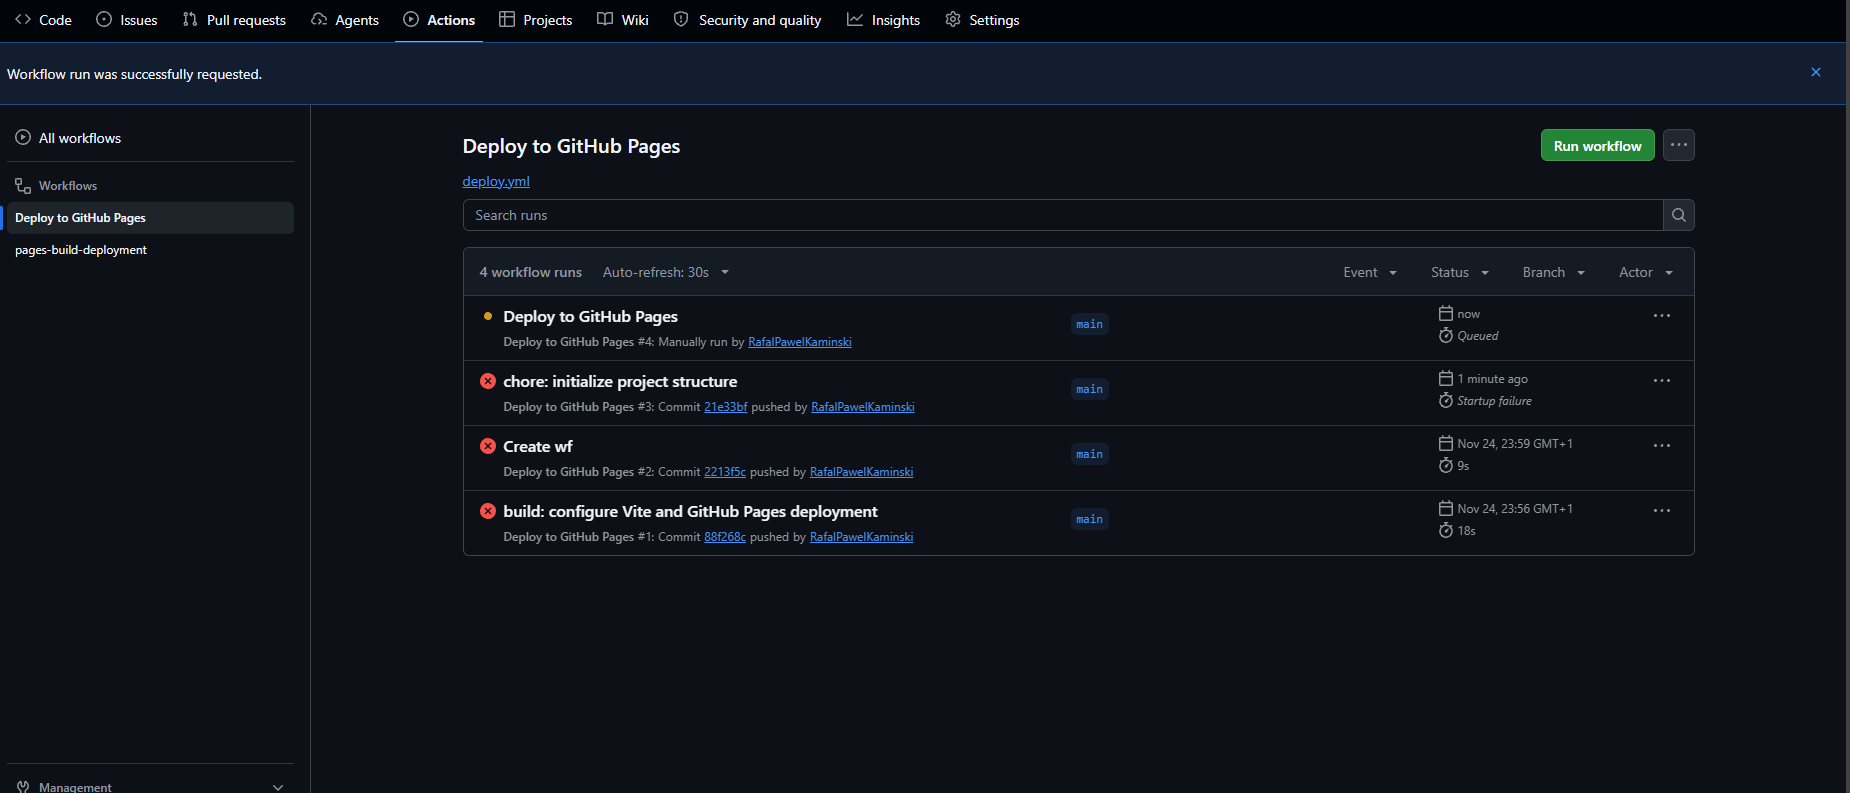 Code Issues Pull requests Agents Actions Projects Wiki Security and quality Insights Settings
Workflow run was successfully requested.
All workflows
Workflows
Deploy to GitHub Pages
pages-build-deployment
Management
Deploy to GitHub Pages
Run workflow
deploy.yml
Search runs
4 workflow runs Auto-refresh: 30s Event Status Branch Actor
Deploy to GitHub Pages
Deploy to GitHub Pages #4: Manually run by RafalPawelKaminski
main
now
Queued
chore: initialize project structure
Deploy to GitHub Pages #3: Commit 21e33bf pushed by RafalPawelKaminski
main
1 minute ago
Startup failure
Create wf
Deploy to GitHub Pages #2: Commit 2213f5c pushed by RafalPawelKaminski
main
Nov 24, 23:59 GMT+1
9s
build: configure Vite and GitHub Pages deployment
Deploy to GitHub Pages #1: Commit 88f268c pushed by RafalPawelKaminski
main
Nov 24, 23:56 GMT+1
18s